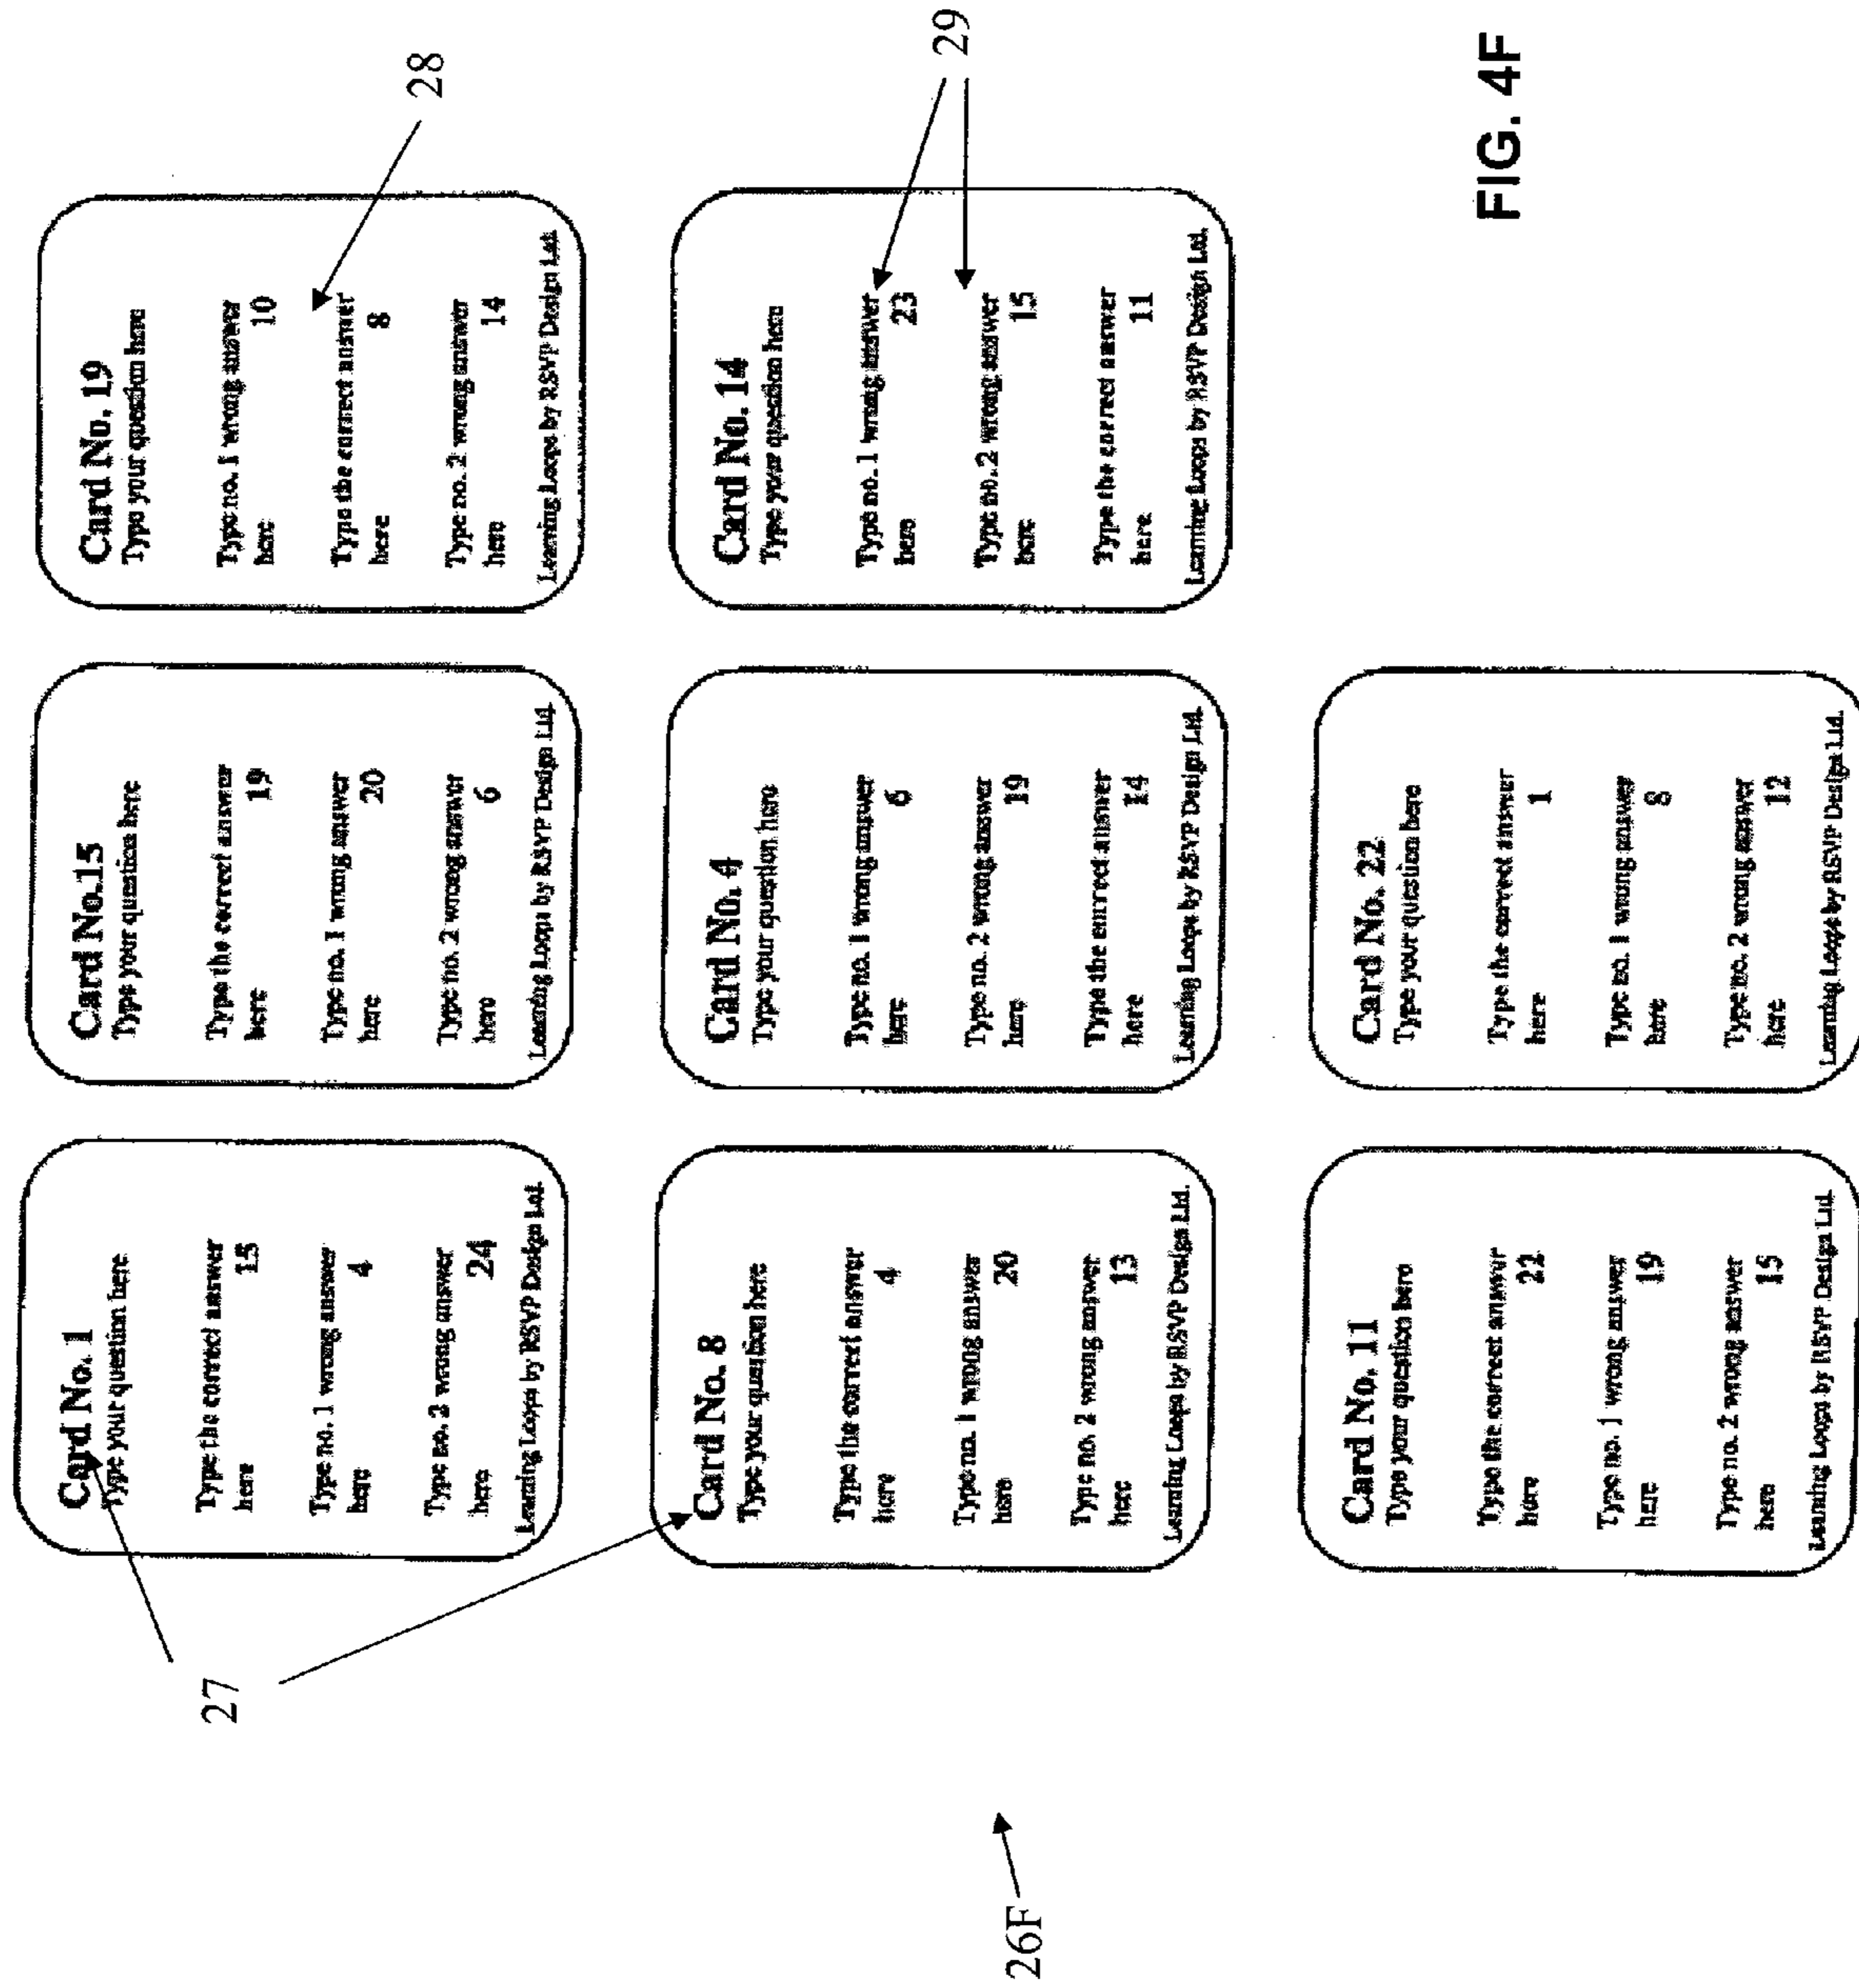 27
Card No. 1
Type your question here
Type the correct answer
here 15
Type no. 1 wrong answer
here 4
Type no. 2 wrong answer
here 24
Learning Loops by RSVP Design Ltd.
Card No.15
Type your question here
Type the correct answer
here 19
Type no. 1 wrong answer
here 20
Type no. 2 wrong answer
here 6
Learning Loops by RSVP Design Ltd.
Card No. 19
Type your question here
Type no. 1 wrong answer
here 10
Type the correct answer
here 8
Type no. 2 wrong answer
here 14
Learning Loops by RSVP Design Ltd.
28
Card No. 8
Type your question here
Type the correct answer
here 4
Type no. 1 wrong answer
here 20
Type no. 2 wrong answer
here 13
Learning Loops by RSVP Design Ltd.
Card No. 4
Type your question here
Type no. 1 wrong answer
here 6
Type no. 2 wrong answer
here 19
Type the correct answer
here 14
Learning Loops by RSVP Design Ltd.
Card No. 14
Type your question here
Type no. 1 wrong answer
here 23
Type no. 2 wrong answer
here 15
Type the correct answer
here 11
Learning Loops by RSVP Design Ltd.
29
26F
Card No. 11
Type your question here
Type the correct answer
here 22
Type no. 1 wrong answer
here 19
Type no. 2 wrong answer
here 15
Learning Loops by RSVP Design Ltd.
Card No. 22
Type your question here
Type the correct answer
here 1
Type no. 1 wrong answer
here 8
Type no. 2 wrong answer
here 12
Learning Loops by RSVP Design Ltd.
FIG. 4F